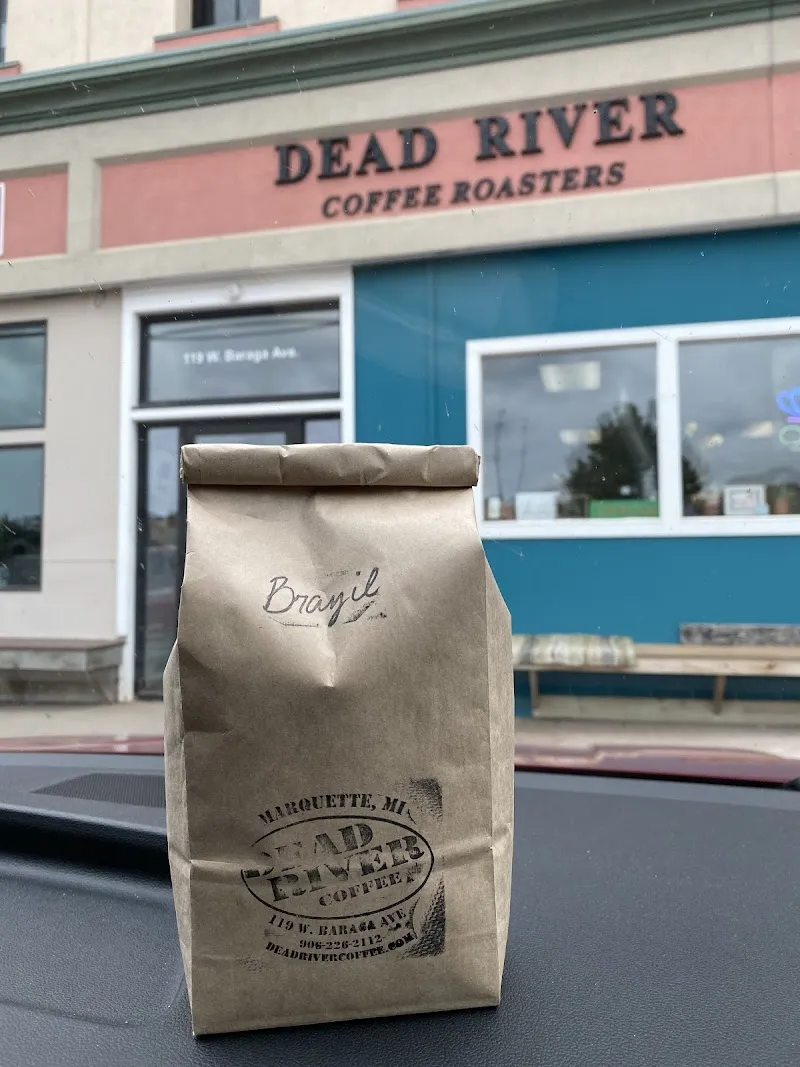 DEAD RIVER
COFFEE ROASTERS
119 W. Baraga Ave.
Brazil
MARQUETTE, MI
DEAD
RIVER
COFFEE
119 W. BARAGA AVE
906-226-2112
DEADRIVERCOFFEE.COM